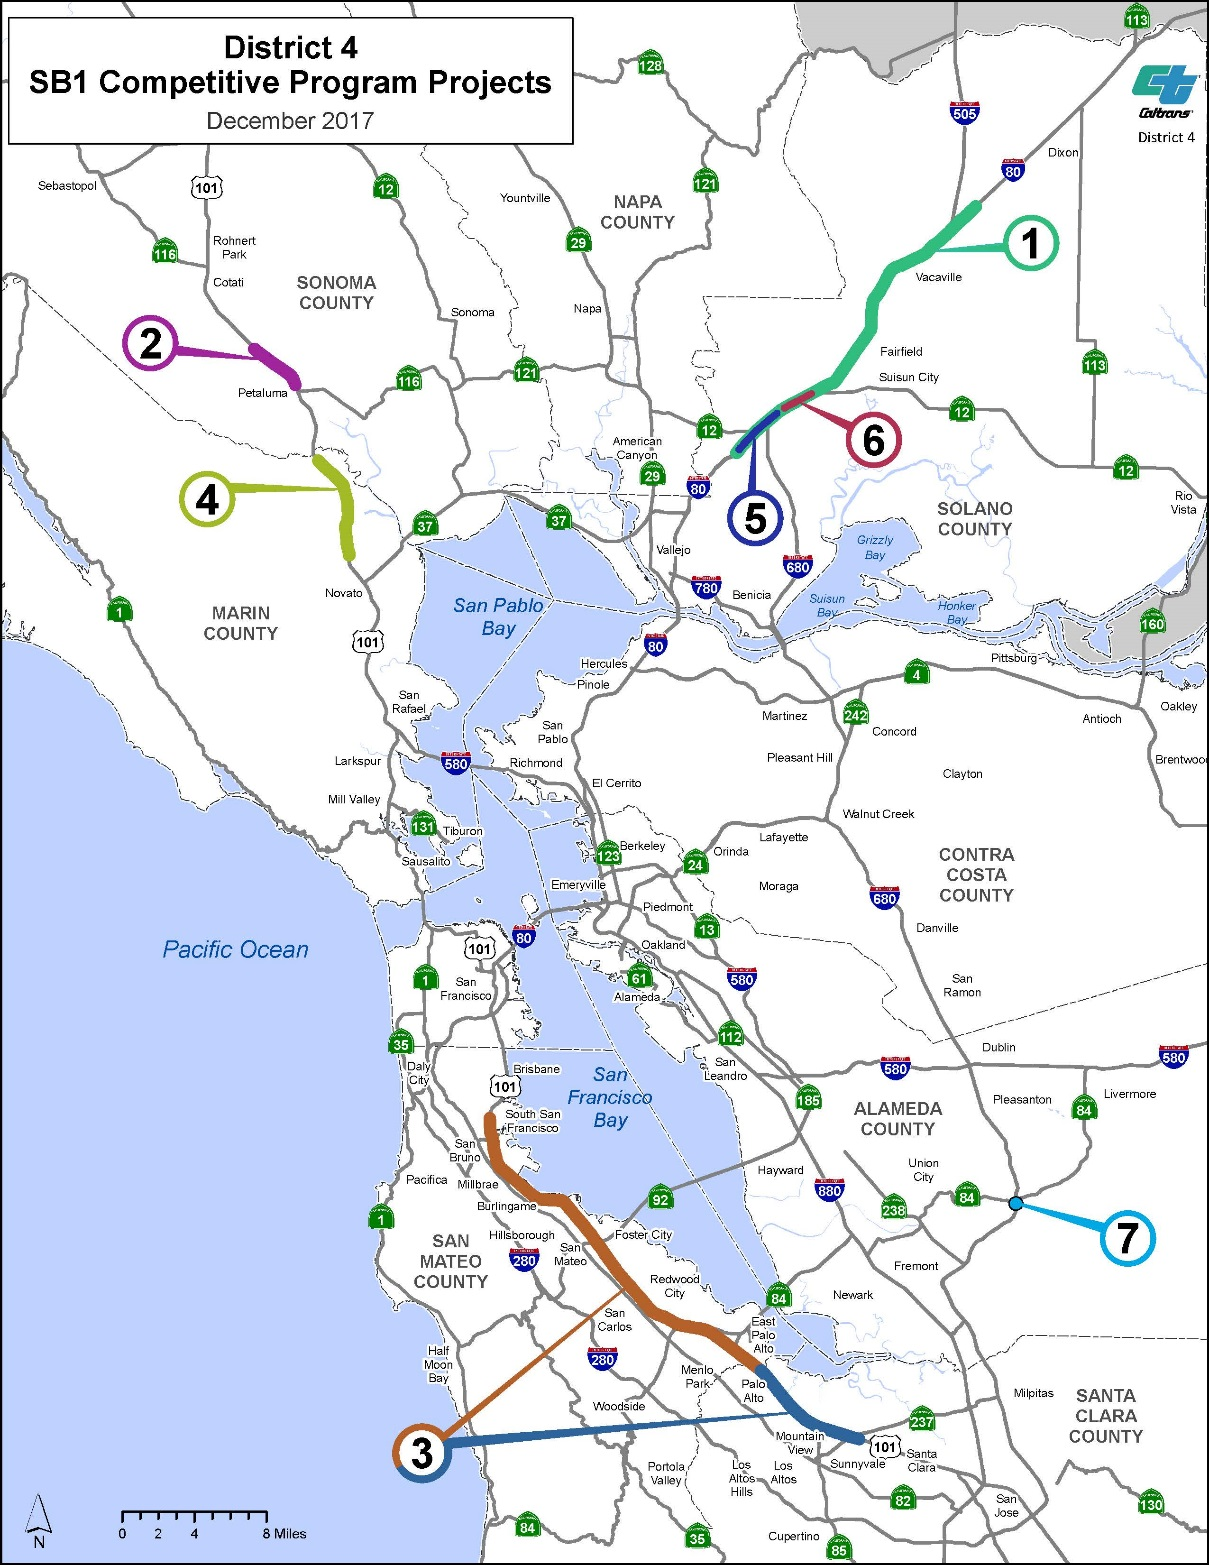 District 4
SB1 Competitive Program Projects
December 2017
113
Caltrans
District 4
128
505
80
Dixon
Sebastopol
101
12
Yountville
121
NAPA
COUNTY
29
1
116
Rohnert
Park
Cotati
SONOMA
COUNTY
Vacaville
Sonoma
Napa
2
Petaluma
116
121
Fairfield
Suisun City
113
12
12
6
American
Canyon
29
80
5
12
Rio
Vista
4
37
37
SOLANO
COUNTY
Grizzly
Bay
Vallejo
680
780
Benicia
Suisun
Bay
Honker
Bay
Novato
1
MARIN
COUNTY
San Pablo
Bay
160
101
80
Hercules
Pinole
Pittsburg
4
San
Rafael
San
Pablo
Martinez
242
Concord
Antioch
Oakley
Larkspur
580
Richmond
Pleasant Hill
Clayton
Brentwood
El Cerrito
Mill Valley
131
Tiburon
Sausalito
Walnut Creek
123
Berkeley
24
Orinda
Lafayette
CONTRA
COSTA
COUNTY
Emeryville
Moraga
680
Piedmont
13
Danville
Pacific Ocean
101
80
Oakland
1
San
Francisco
61
Alameda
580
San
Ramon
35
112
Dublin
580
580
Daly
City
Brisbane
101
San
Francisco
Bay
San
Leandro
185
Pleasanton
84
Livermore
South San
Francisco
ALAMEDA
COUNTY
San
Bruno
Pacifica
Millbrae
Hayward
Union
City
880
84
92
238
Burlingame
1
7
Hillsborough
Foster City
SAN
MATEO
COUNTY
280
San
Mateo
Fremont
Redwood
City
84
Newark
San
Carlos
East
Palo
Alto
Half
Moon
Bay
280
Menlo
Park
Palo
Alto
Milpitas
SANTA
CLARA
COUNTY
Woodside
237
3
Mountain
View
101
Sunnyvale
Santa
Clara
Portola
Valley
Los
Altos
Hills
Los
Altos
82
San
Jose
130
84
35
Cupertino
85
N
0 2 4 8 Miles